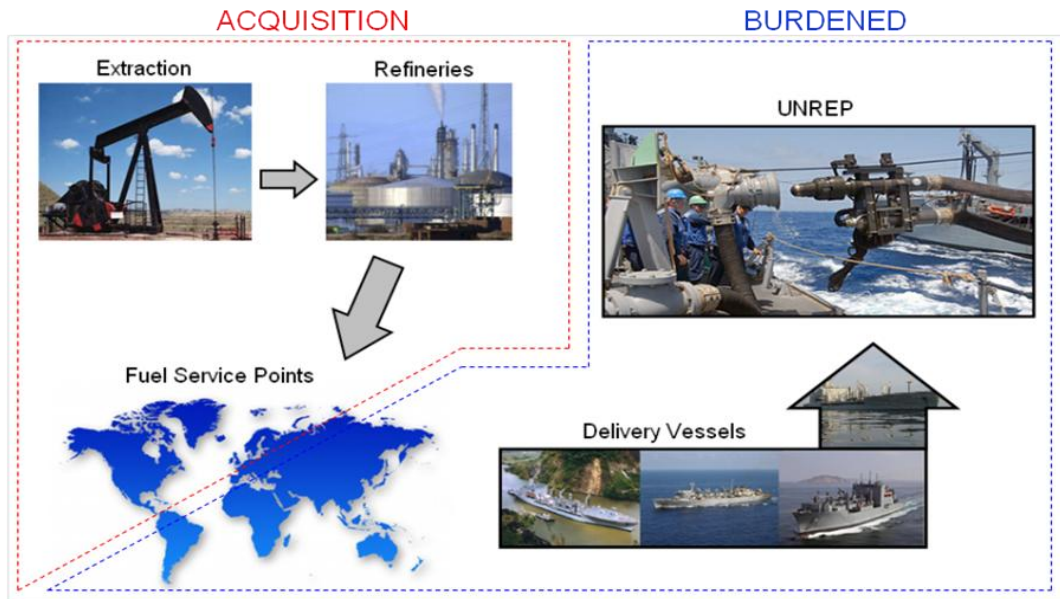 ACQUISITION
BURDENED
Extraction
Refineries
UNREP
Fuel Service Points
Delivery Vessels